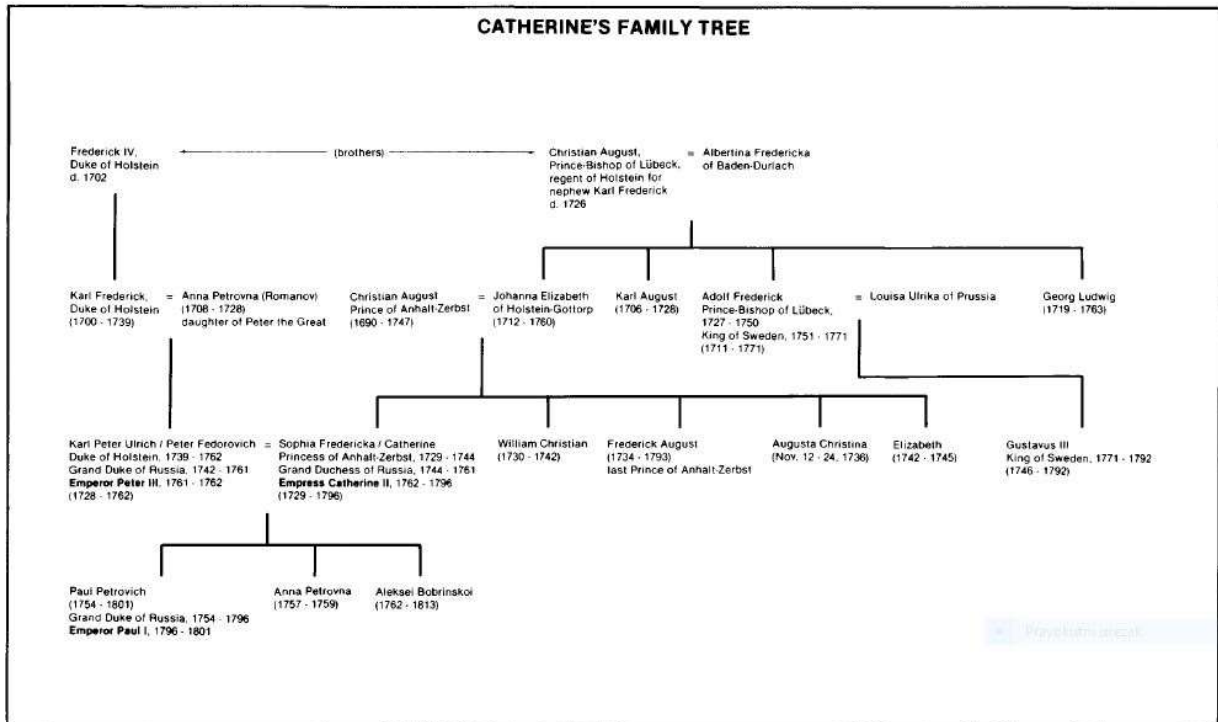 CATHERINE'S FAMILY TREE
Frederick IV,
Duke of Holstein
d. 1702
(brothers)
Christian August,
Prince-Bishop of Lübeck,
regent of Holstein for
nephew Karl Frederick
d. 1726
=
Albertina Fredericka
of Baden-Durlach
Karl Frederick,
Duke of Holstein
(1700 - 1739)
=
Anna Petrovna (Romanov)
(1708 - 1728)
daughter of Peter the Great
Christian August
Prince of Anhalt-Zerbst
(1690 - 1747)
=
Johanna Elizabeth
of Holstein-Gottorp
(1712 - 1760)
Karl August
(1706 - 1728)
Adolf Frederick
Prince-Bishop of Lübeck,
1727 - 1750
King of Sweden, 1751 - 1771
(1711 - 1771)
=
Louisa Ulrika of Prussia
Georg Ludwig
(1719 - 1763)
Karl Peter Ulrich / Peter Fedorovich
Duke of Holstein, 1739 - 1762
Grand Duke of Russia, 1742 - 1761
Emperor Peter III, 1761 - 1762
(1728 - 1762)
=
Sophia Fredericka / Catherine
Princess of Anhalt-Zerbst, 1729 - 1744
Grand Duchess of Russia, 1744 - 1761
Empress Catherine II, 1762 - 1796
(1729 - 1796)
William Christian
(1730 - 1742)
Frederick August
(1734 - 1793)
last Prince of Anhalt-Zerbst
Augusta Christina
(Nov. 12 - 24, 1736)
Elizabeth
(1742 - 1745)
Gustavus III
King of Sweden, 1771 - 1792
(1746 - 1792)
Paul Petrovich
(1754 - 1801)
Grand Duke of Russia, 1754 - 1796
Emperor Paul I, 1796 - 1801
Anna Petrovna
(1757 - 1759)
Aleksei Bobrinskoi
(1762 - 1813)
Pravokutni izrezak